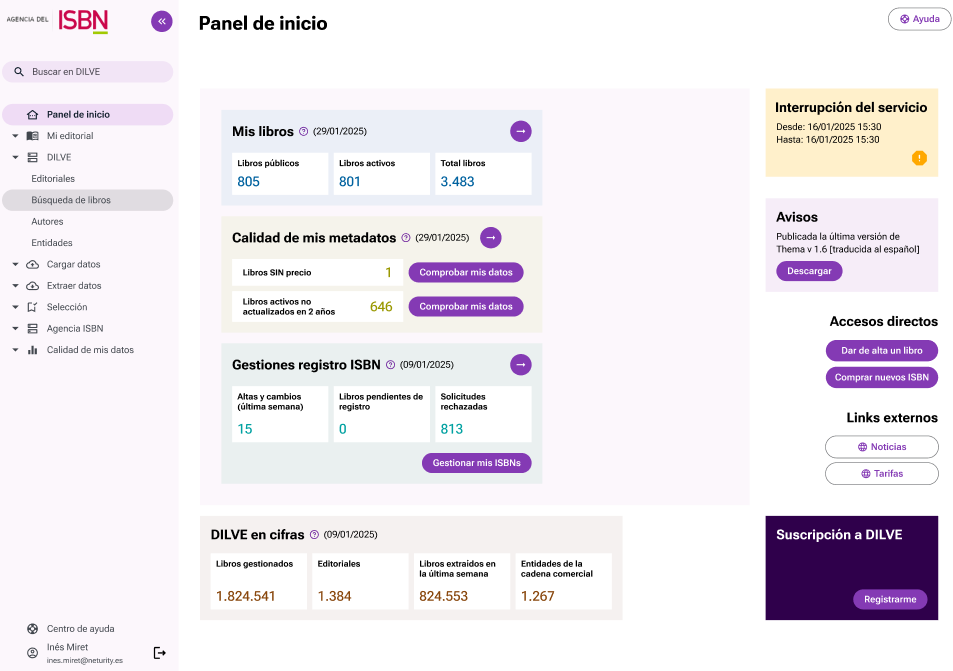 AGENCIA DEL ISBN
Panel de inicio
Ayuda
Buscar en DILVE
Panel de inicio
Mi editorial
DILVE
Editoriales
Búsqueda de libros
Autores
Entidades
Cargar datos
Extraer datos
Selección
Agencia ISBN
Calidad de mis datos
Centro de ayuda
Inés Miret
ines.miret@neturity.es
Mis libros (29/01/2025)
Libros públicos
805
Libros activos
801
Total libros
3.483
Calidad de mis metadatos (29/01/2025)
Libros SIN precio 1
Comprobar mis datos
Libros activos no
actualizados en 2 años 646
Comprobar mis datos
Gestiones registro ISBN (09/01/2025)
Altas y cambios
(última semana)
15
Libros pendientes de
registro
0
Solicitudes
rechazadas
813
Gestionar mis ISBNs
DILVE en cifras (09/01/2025)
Libros gestionados
1.824.541
Editoriales
1.384
Libros extraídos en
la última semana
824.553
Entidades de la
cadena comercial
1.267
Interrupción del servicio
Desde: 16/01/2025 15:30
Hasta: 16/01/2025 15:30
Avisos
Publicada la última versión de
Thema v 1.6 [traducida al español]
Descargar
Accesos directos
Dar de alta un libro
Comprar nuevos ISBN
Links externos
Noticias
Tarifas
Suscripción a DILVE
Registrarme